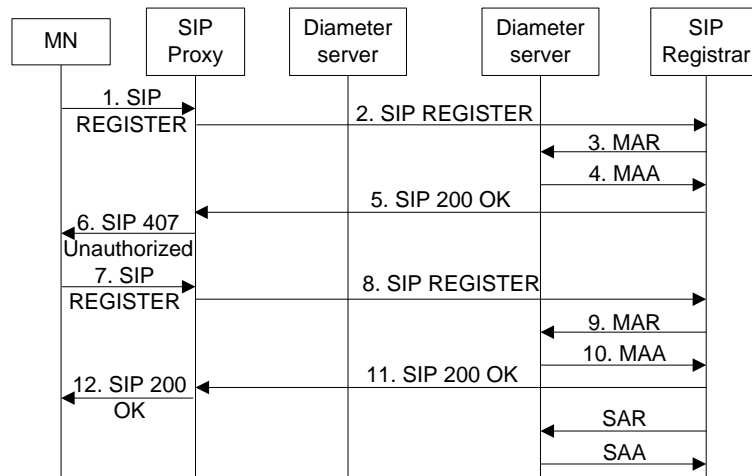 MN
SIP
Proxy
Diameter
server
Diameter
server
SIP
Registrar
1. SIP
REGISTER
2. SIP REGISTER
3. MAR
4. MAA
5. SIP 200 OK
6. SIP 407
Unauthorized
7. SIP
REGISTER
8. SIP REGISTER
9. MAR
10. MAA
11. SIP 200 OK
12. SIP 200
OK
SAR
SAA